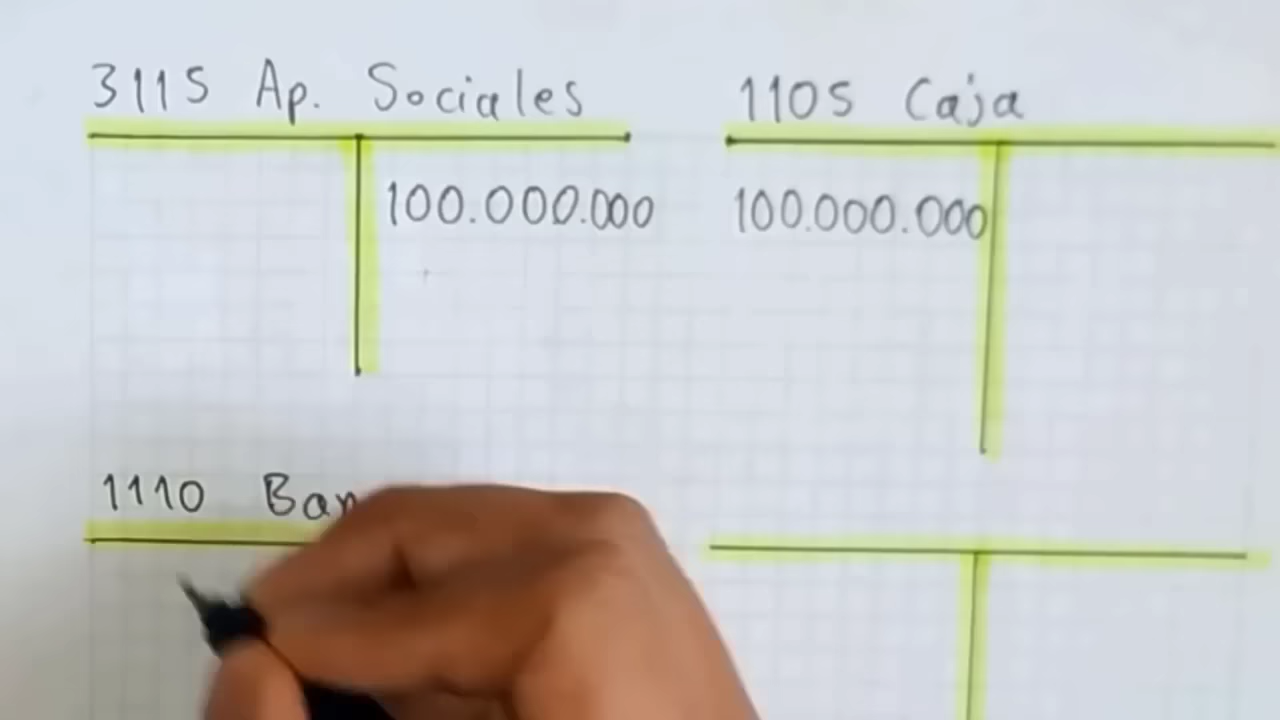 3115 Ap. Sociales
100.000.000
1105 Caja
100.000.000
1110